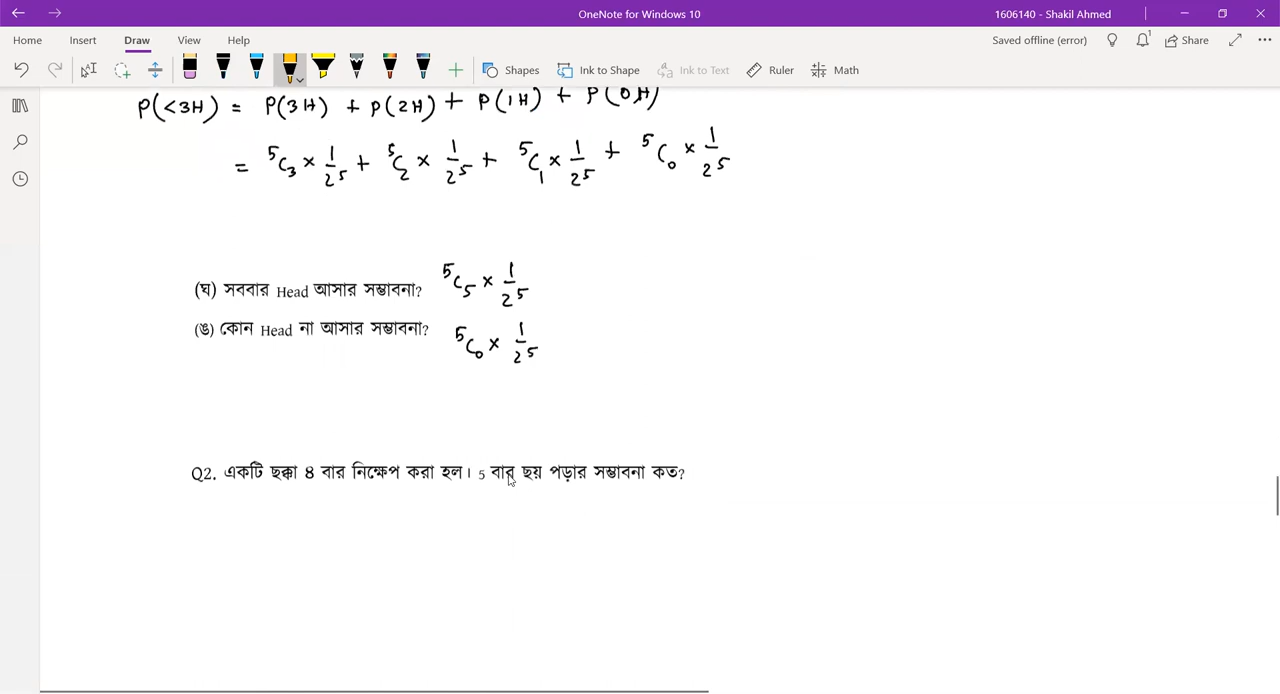 OneNote for Windows 10
1606140 - Shakil Ahmed
Home Insert Draw View Help
Saved offline (error) Share
Shapes Ink to Shape Ink to Text Ruler Math
P(<3H) = P(3H) + P(2H) + P(1H) + P(0H)
= ⁵C₃ × 1/2⁵ + ⁵C₂ × 1/2⁵ + ⁵C₁ × 1/2⁵ + ⁵C₀ × 1/2⁵
(ঘ) সববার Head আসার সম্ভাবনা? ⁵C₅ × 1/2⁵
(ঙ) কোন Head না আসার সম্ভাবনা? ⁵C₀ × 1/2⁵
Q2. একটি ছক্কা ৪ বার নিক্ষেপ করা হল। 5 বার ছয় পড়ার সম্ভাবনা কত?